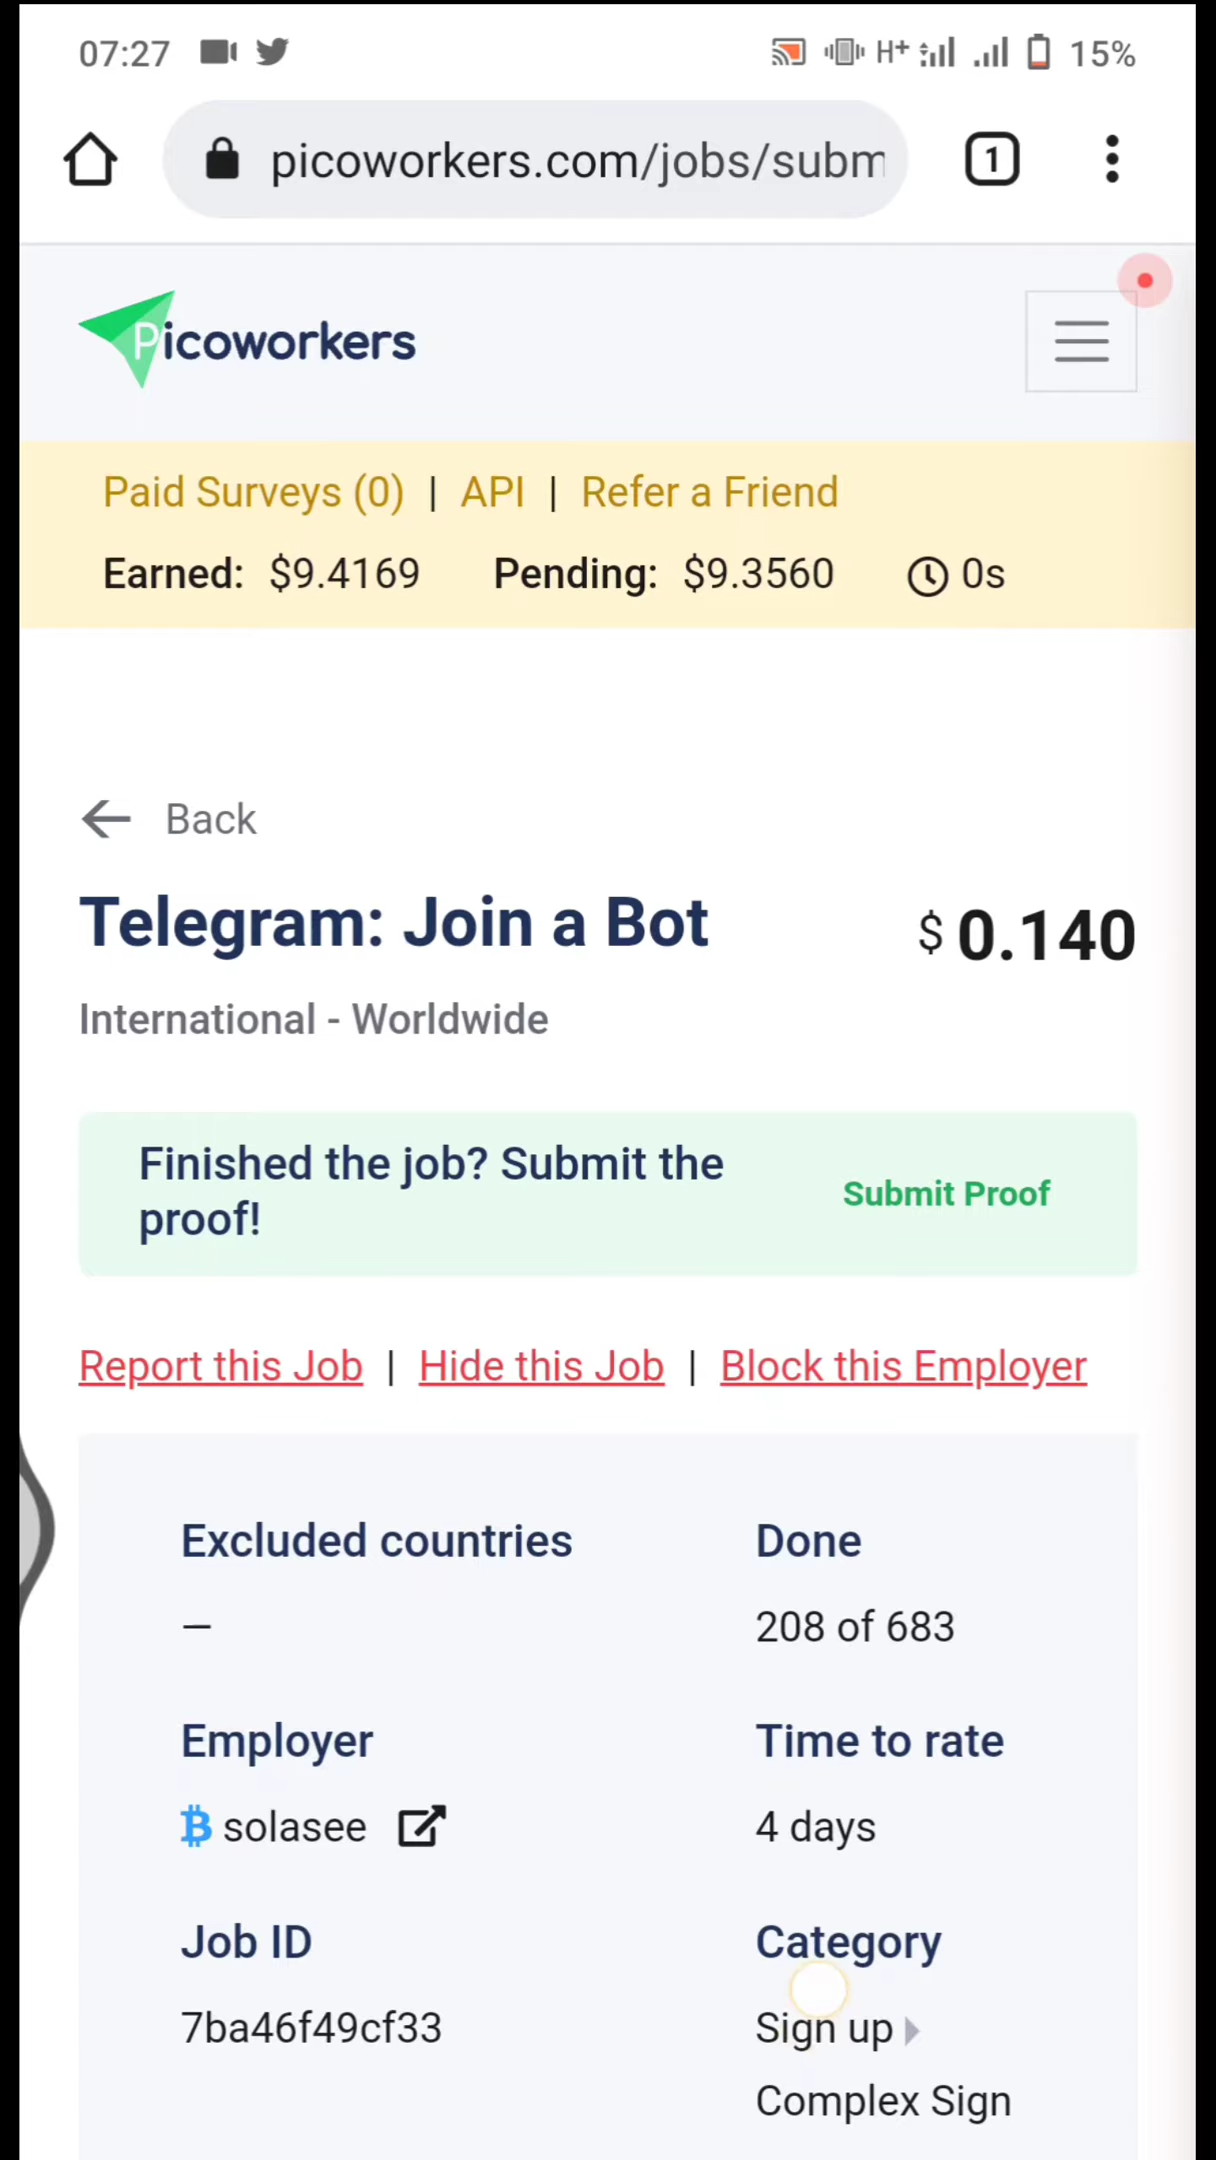 07:27 H+ 15%
picoworkers.com/jobs/subm 1
Picoworkers
Paid Surveys (0) | API | Refer a Friend
Earned: $9.4169 Pending: $9.3560 0s
Back
Telegram: Join a Bot $ 0.140
International - Worldwide
Finished the job? Submit the
proof!
Submit Proof
Report this Job | Hide this Job | Block this Employer
Excluded countries Done
— 208 of 683
Employer Time to rate
solasee 4 days
Job ID Category
7ba46f49cf33 Sign up
Complex Sign